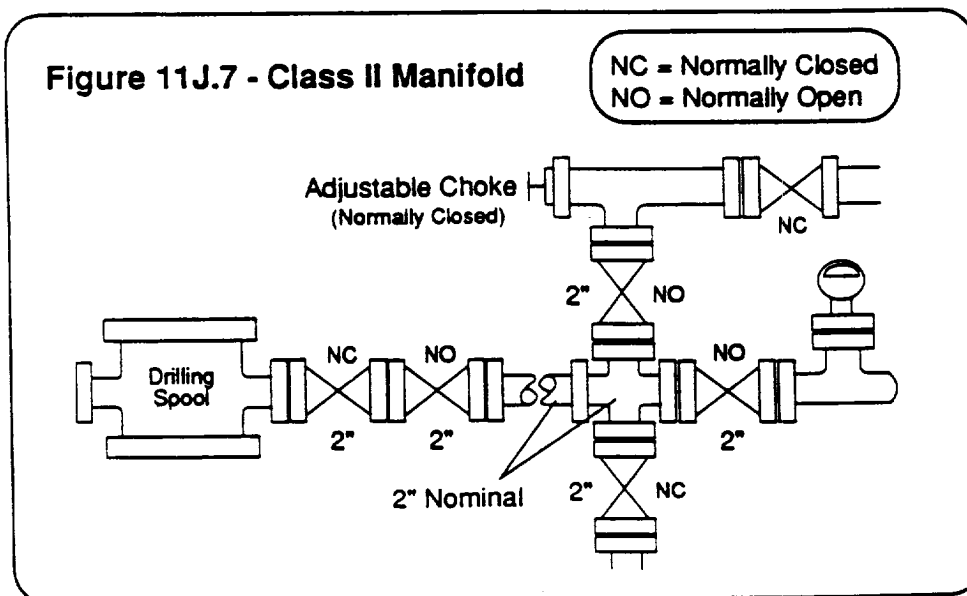 Figure 11J.7 - Class II Manifold
NC = Normally Closed
NO = Normally Open
Adjustable Choke
(Normally Closed)
NC
2" NO
NC NO NO
Drilling
Spool
2" 2" 2"
2" Nominal
2" NC